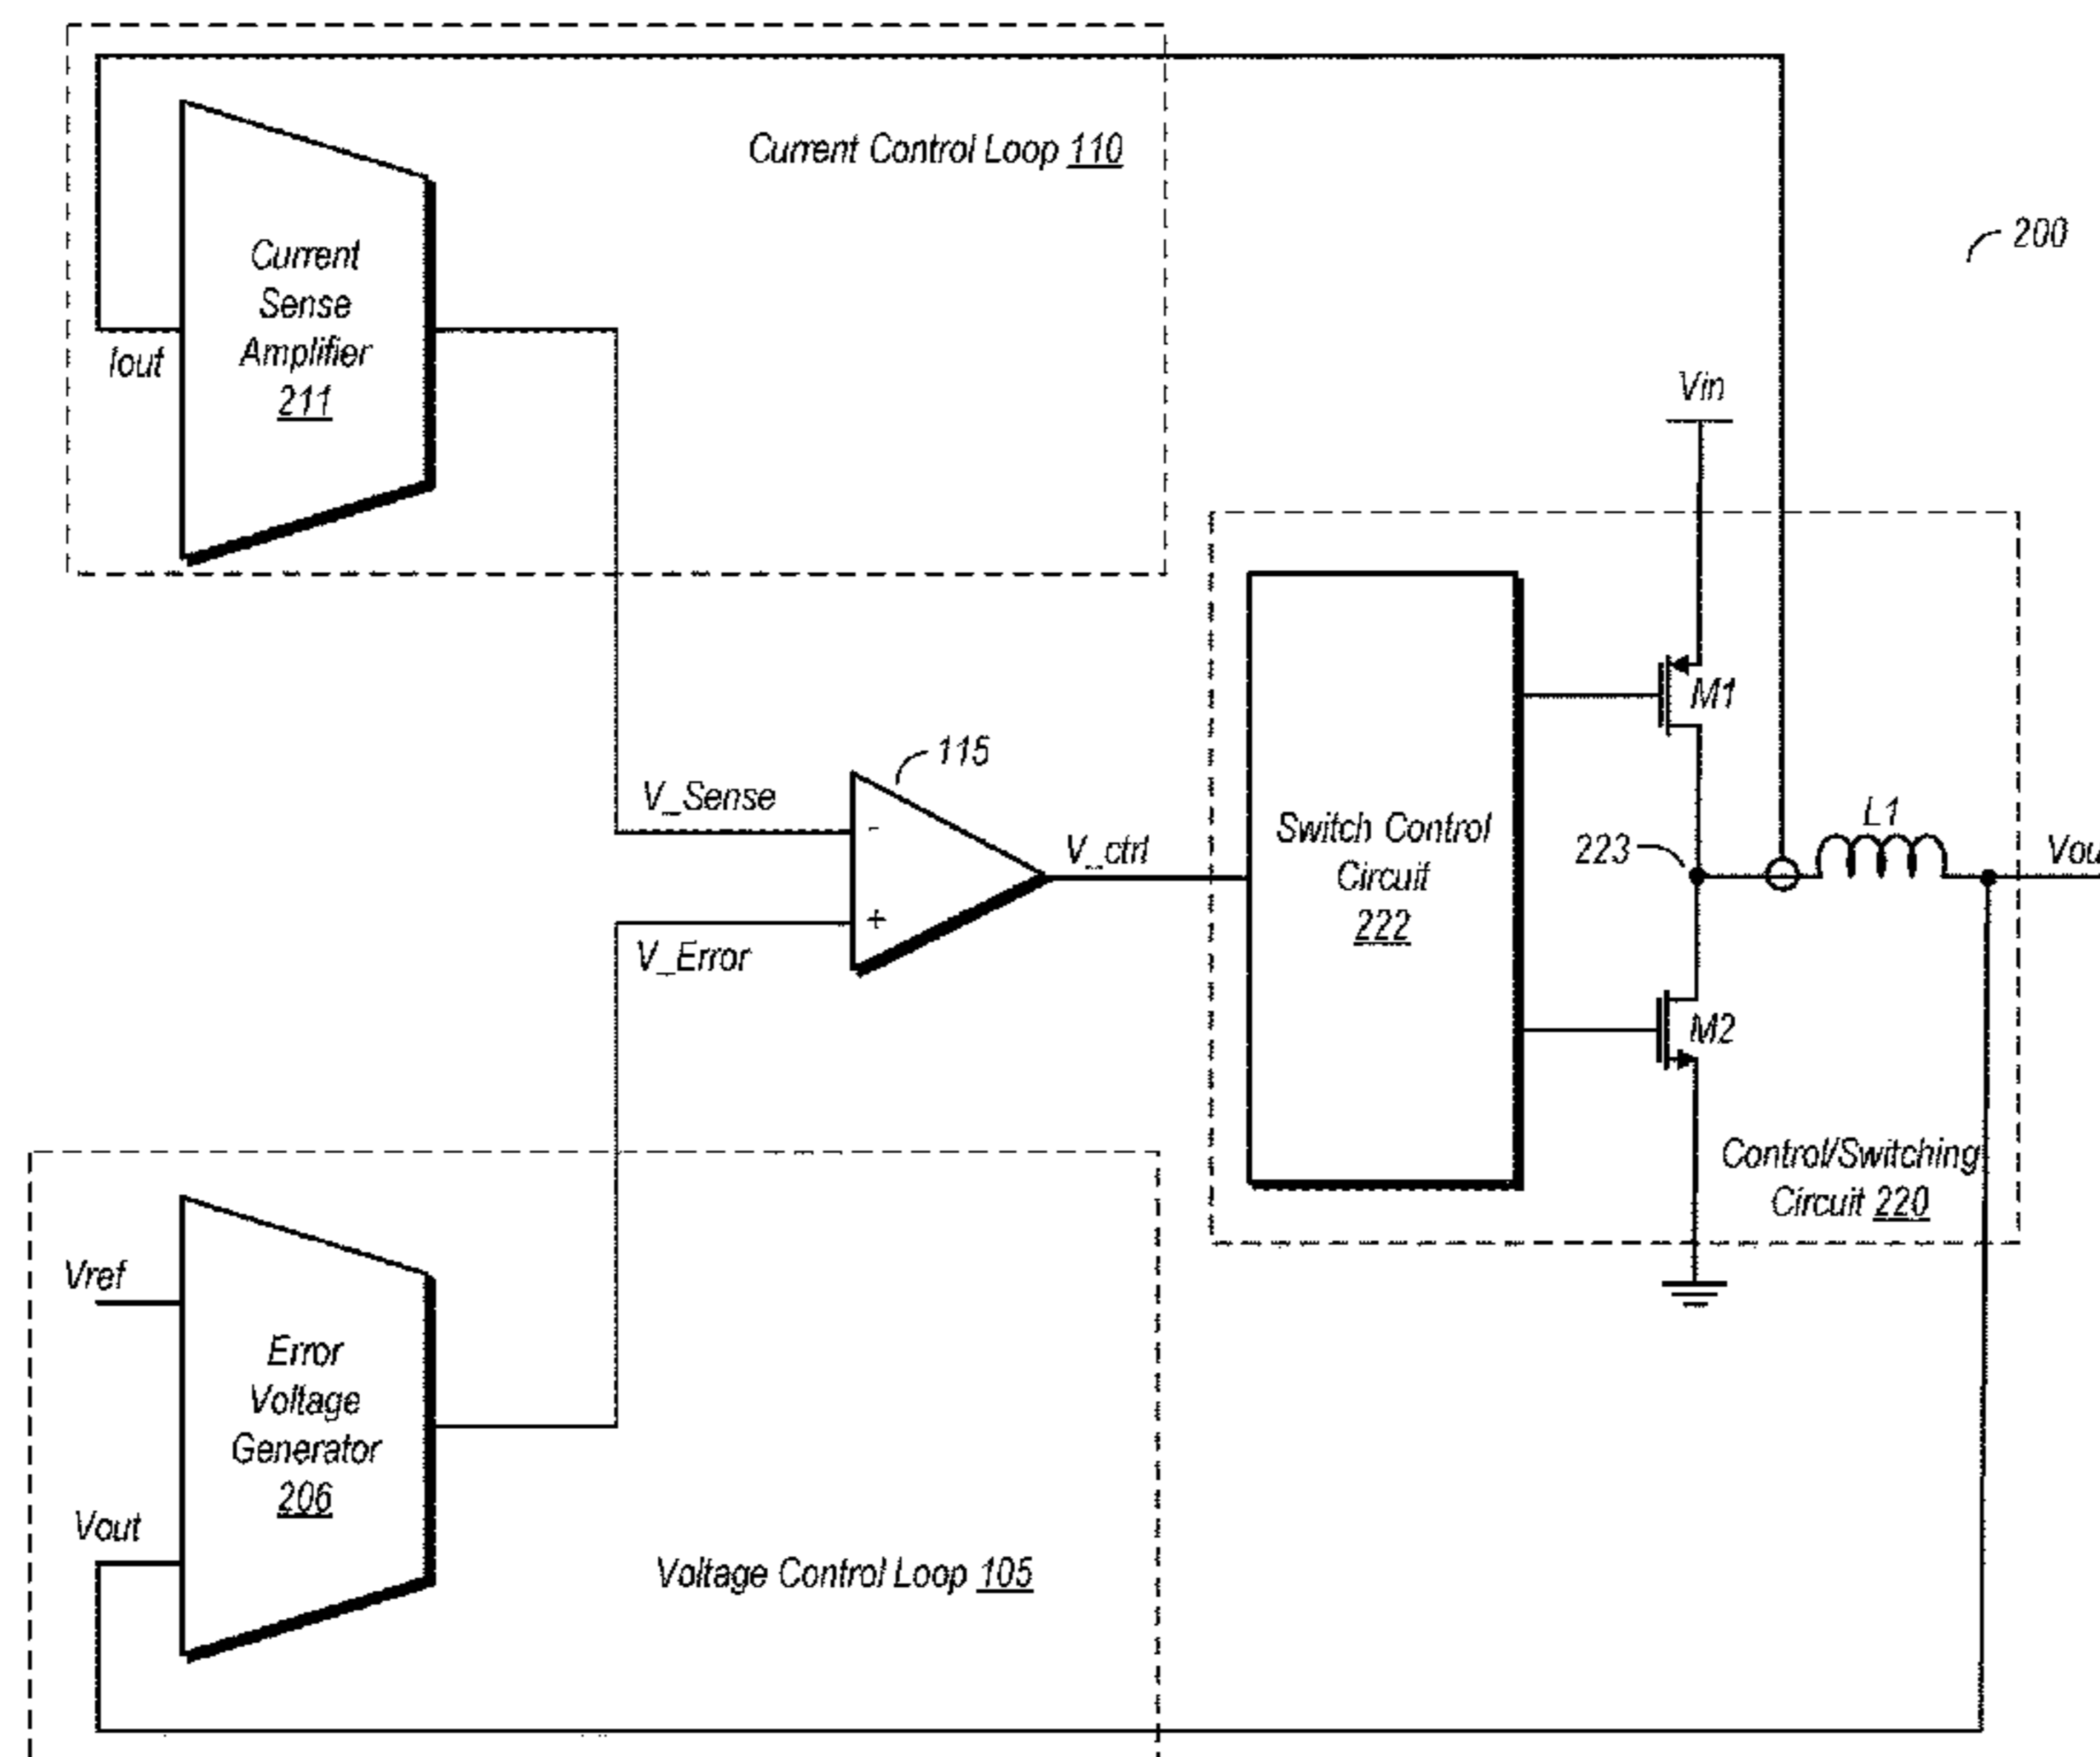 Current Control Loop 110
200
Current
Sense
Amplifier
211
Iout
Vin
M1
115
V_Sense
-
V_ctrl
Switch Control
Circuit
222
223
L1
Vou
+
V_Error
M2
Control/Switching
Circuit 220
Vref
Error
Voltage
Generator
206
Vout
Voltage Control Loop 105